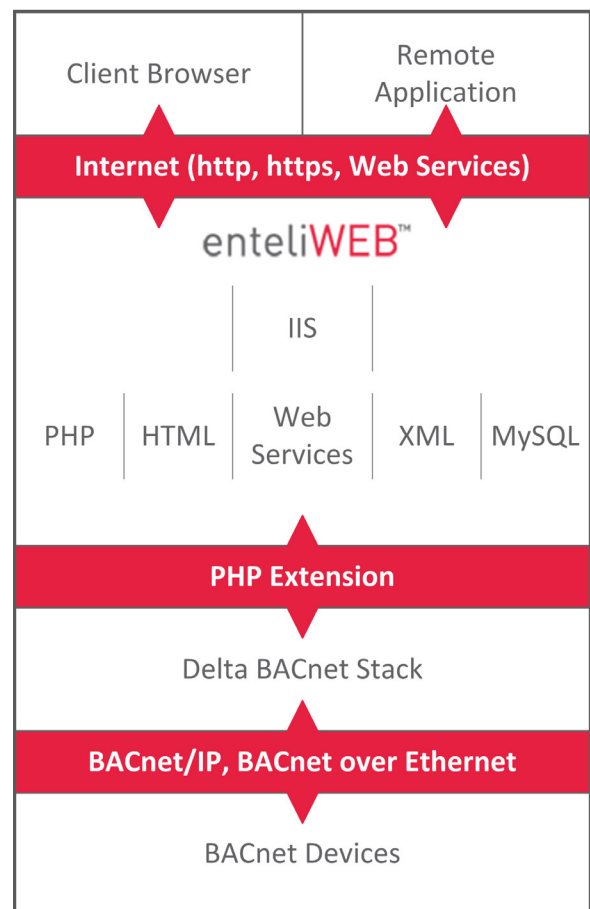 Client Browser
Remote
Application
Internet (http, https, Web Services)
enteliWEB™
IIS
PHP
HTML
Web
Services
XML
MySQL
PHP Extension
Delta BACnet Stack
BACnet/IP, BACnet over Ethernet
BACnet Devices